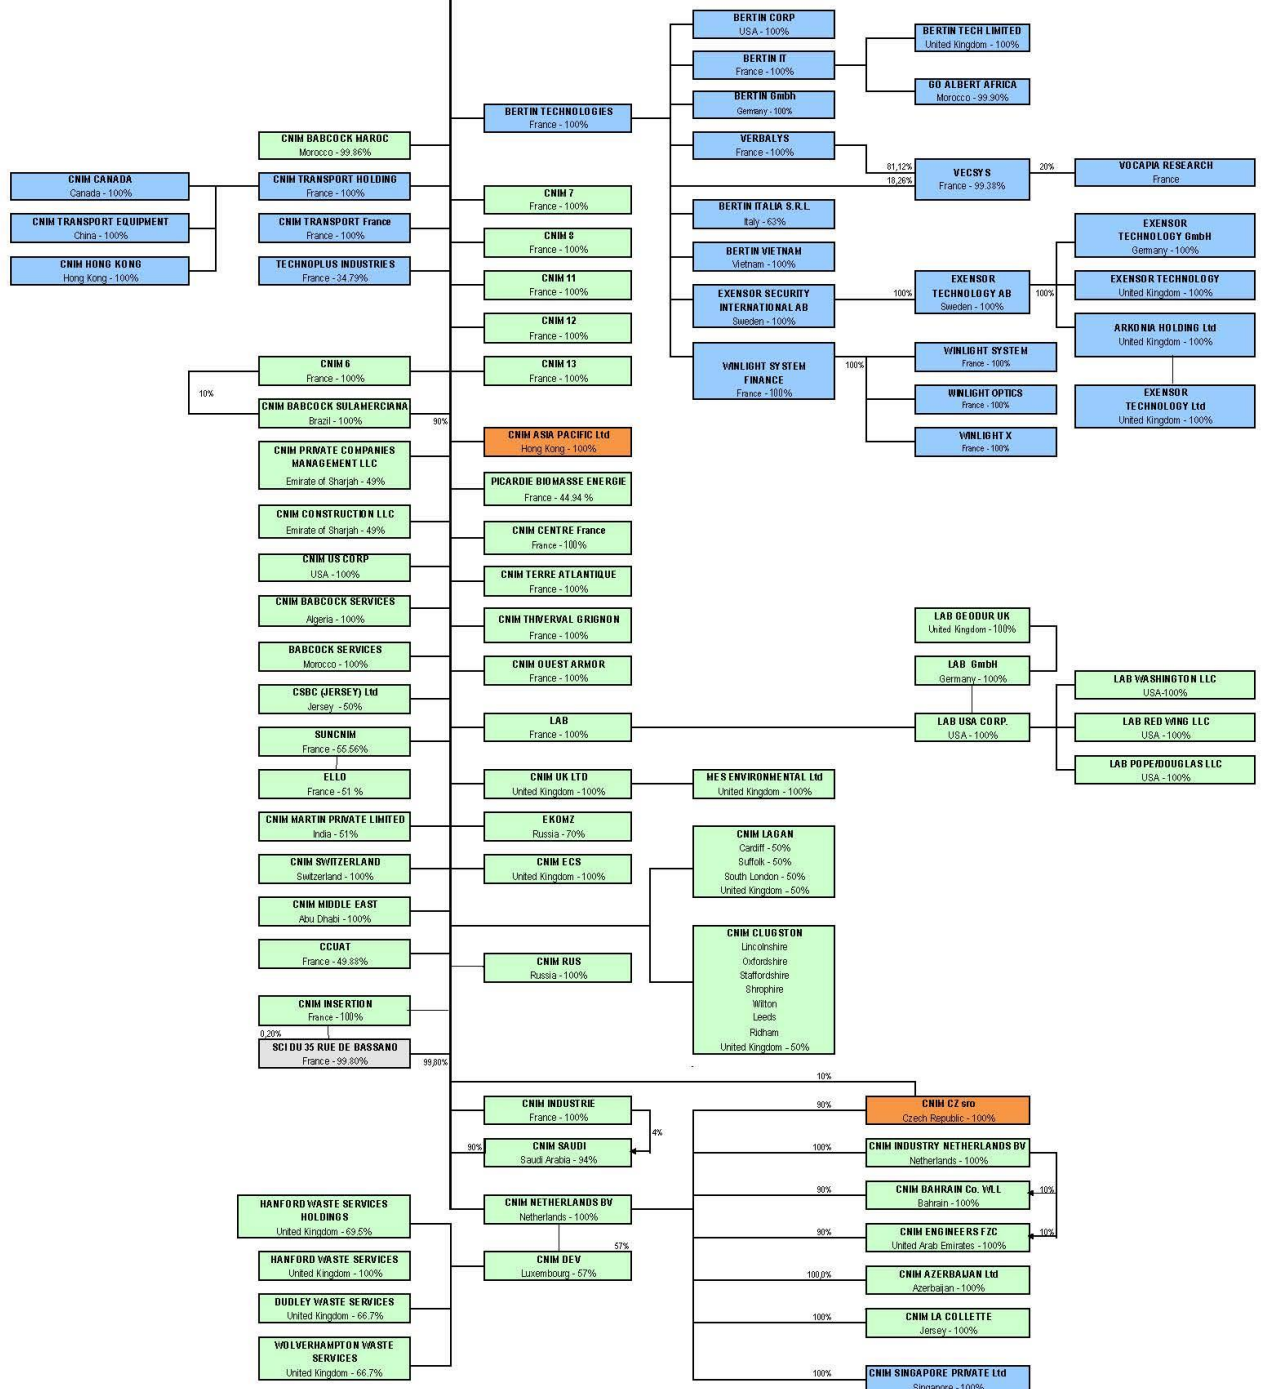 BERTIN CORP
USA - 100%
BERTIN IT
France - 100%
BERTIN TECH LIMITED
United Kingdom - 100%
GO ALBERT AFRICA
Morocco - 99.90%
BERTIN Gmbh
Germany - 100%
BERTIN TECHNOLOGIES
France - 100%
VERBALYS
France - 100%
81,12%
18,26%
VECSYS
France - 99.38%
20%
VOCAPIA RESEARCH
France
BERTIN ITALIA S.R.L.
Italy - 63%
BERTIN VIETNAM
Vietnam - 100%
EXENSOR SECURITY
INTERNATIONAL AB
Sweden - 100%
100%
EXENSOR
TECHNOLOGY AB
Sweden - 100%
100%
EXENSOR
TECHNOLOGY GmbH
Germany - 100%
EXENSOR TECHNOLOGY
United Kingdom - 100%
ARKONIA HOLDING Ltd
United Kingdom - 100%
EXENSOR
TECHNOLOGY Ltd
United Kingdom - 100%
WINLIGHT SYSTEM
FINANCE
France - 100%
100%
WINLIGHT SYSTEM
France - 100%
WINLIGHT OPTICS
France - 100%
WINLIGHT X
France - 100%
CNIM BABCOCK MAROC
Morocco - 99.86%
CNIM CANADA
Canada - 100%
CNIM TRANSPORT HOLDING
France - 100%
CNIM TRANSPORT EQUIPMENT
China - 100%
CNIM TRANSPORT France
France - 100%
CNIM HONG KONG
Hong Kong - 100%
TECHNOPLUS INDUSTRIES
France - 34.79%
CNIM 7
France - 100%
CNIM 8
France - 100%
CNIM 11
France - 100%
CNIM 12
France - 100%
CNIM 6
France - 100%
CNIM 13
France - 100%
10%
CNIM BABCOCK SULAMERCIANA
Brazil - 100%
90%
CNIM ASIA PACIFIC Ltd
Hong Kong - 100%
CNIM PRIVATE COMPANIES
MANAGEMENT LLC
Emirate of Sharjah - 49%
PICARDIE BIOMASSE ENERGIE
France - 44.94 %
CNIM CONSTRUCTION LLC
Emirate of Sharjah - 49%
CNIM CENTRE France
France - 100%
CNIM US CORP
USA - 100%
CNIM TERRE ATLANTIQUE
France - 100%
CNIM BABCOCK SERVICES
Algeria - 100%
CNIM THIVERVAL GRIGNON
France - 100%
BABCOCK SERVICES
Morocco - 100%
CNIM OUEST ARMOR
France - 100%
LAB GEODUR UK
United Kingdom - 100%
LAB GmbH
Germany - 100%
CSBC (JERSEY) Ltd
Jersey - 50%
LAB
France - 100%
LAB USA CORP.
USA - 100%
LAB WASHINGTON LLC
USA-100%
LAB RED WING LLC
USA - 100%
LAB POPE/DOUGLAS LLC
USA - 100%
SUNCNIM
France - 55.56%
ELLO
France - 51 %
CNIM UK LTD
United Kingdom - 100%
MES ENVIRONMENTAL Ltd
United Kingdom - 100%
CNIM MARTIN PRIVATE LIMITED
India - 51%
EKOMZ
Russia - 70%
CNIM SWITZERLAND
Switzerland - 100%
CNIM ECS
United Kingdom - 100%
CNIM LAGAN
Cardiff - 50%
Suffolk - 50%
South London - 50%
United Kingdom - 50%
CNIM MIDDLE EAST
Abu Dhabi - 100%
CCUAT
France - 49.88%
CNIM RUS
Russia - 100%
CNIM CLUGSTON
Lincolnshire
Oxfordshire
Staffordshire
Shrophire
Wilton
Leeds
Ridham
United Kingdom - 50%
CNIM INSERTION
France - 100%
0,20%
SCI DU 35 RUE DE BASSANO
France - 99.80%
99,80%
10%
CNIM INDUSTRIE
France - 100%
4%
90%
CNIM SAUDI
Saudi Arabia - 94%
90%
CNIM CZ sro
Czech Republic - 100%
100%
CNIM INDUSTRY NETHERLANDS BV
Netherlands - 100%
90%
CNIM BAHRAIN Co. WLL
Bahrain - 100%
10%
90%
CNIM ENGINEERS FZC
United Arab Emirates - 100%
10%
CNIM NETHERLANDS BV
Netherlands - 100%
57%
CNIM DEV
Luxembourg - 57%
HANFORD WASTE SERVICES
HOLDINGS
United Kingdom - 69.5%
HANFORD WASTE SERVICES
United Kingdom - 100%
DUDLEY WASTE SERVICES
United Kingdom - 66.7%
WOLVERHAMPTON WASTE
SERVICES
United Kingdom - 66.7%
100,0%
CNIM AZERBAIJAN Ltd
Azerbaijan - 100%
100%
CNIM LA COLLETTE
Jersey - 100%
100%
CNIM SINGAPORE PRIVATE Ltd
Singapore - 100%